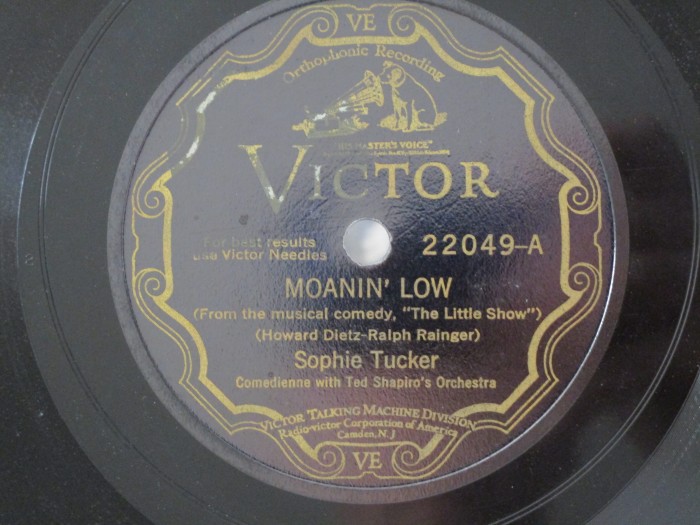 VE
Orthophonic Recording
"HIS MASTER'S VOICE"
VICTOR
For best results
use Victor Needles
22049-A
MOANIN' LOW
(From the musical comedy, "The Little Show")
(Howard Dietz-Ralph Rainger)
Sophie Tucker
Comedienne with Ted Shapiro's Orchestra
VICTOR TALKING MACHINE DIVISION
Radio-Victor Corporation of America
Camden, N.J
VE